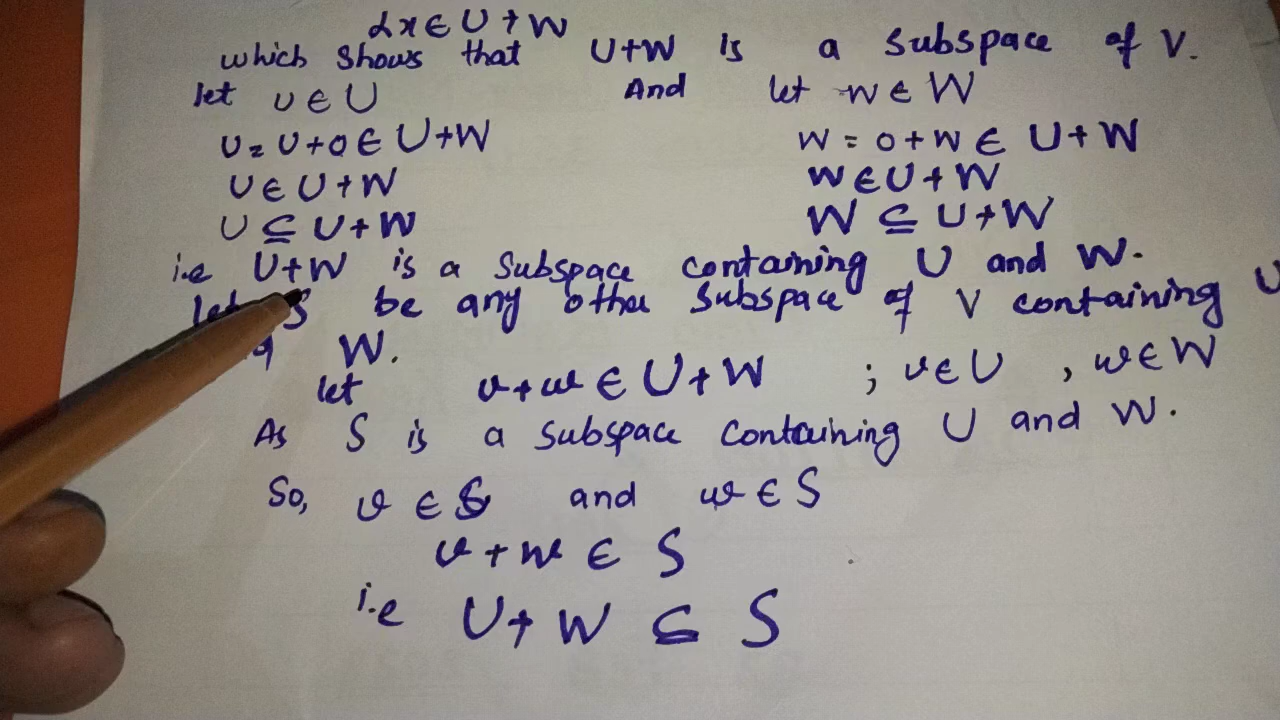 αx ∈ U+W
which shows that U+W is a subspace of V.
let u ∈ U And let w ∈ W
u = u+0 ∈ U+W w = 0+w ∈ U+W
u ∈ U+W w ∈ U+W
U ⊆ U+W W ⊆ U+W
i.e U+W is a subspace containing U and W.
let S be any other subspace of V containing U
W.
let u+w ∈ U+W ; u ∈ U , w ∈ W
As S is a subspace containing U and W.
So, u ∈ S and w ∈ S
u+w ∈ S
i.e U+W ⊆ S